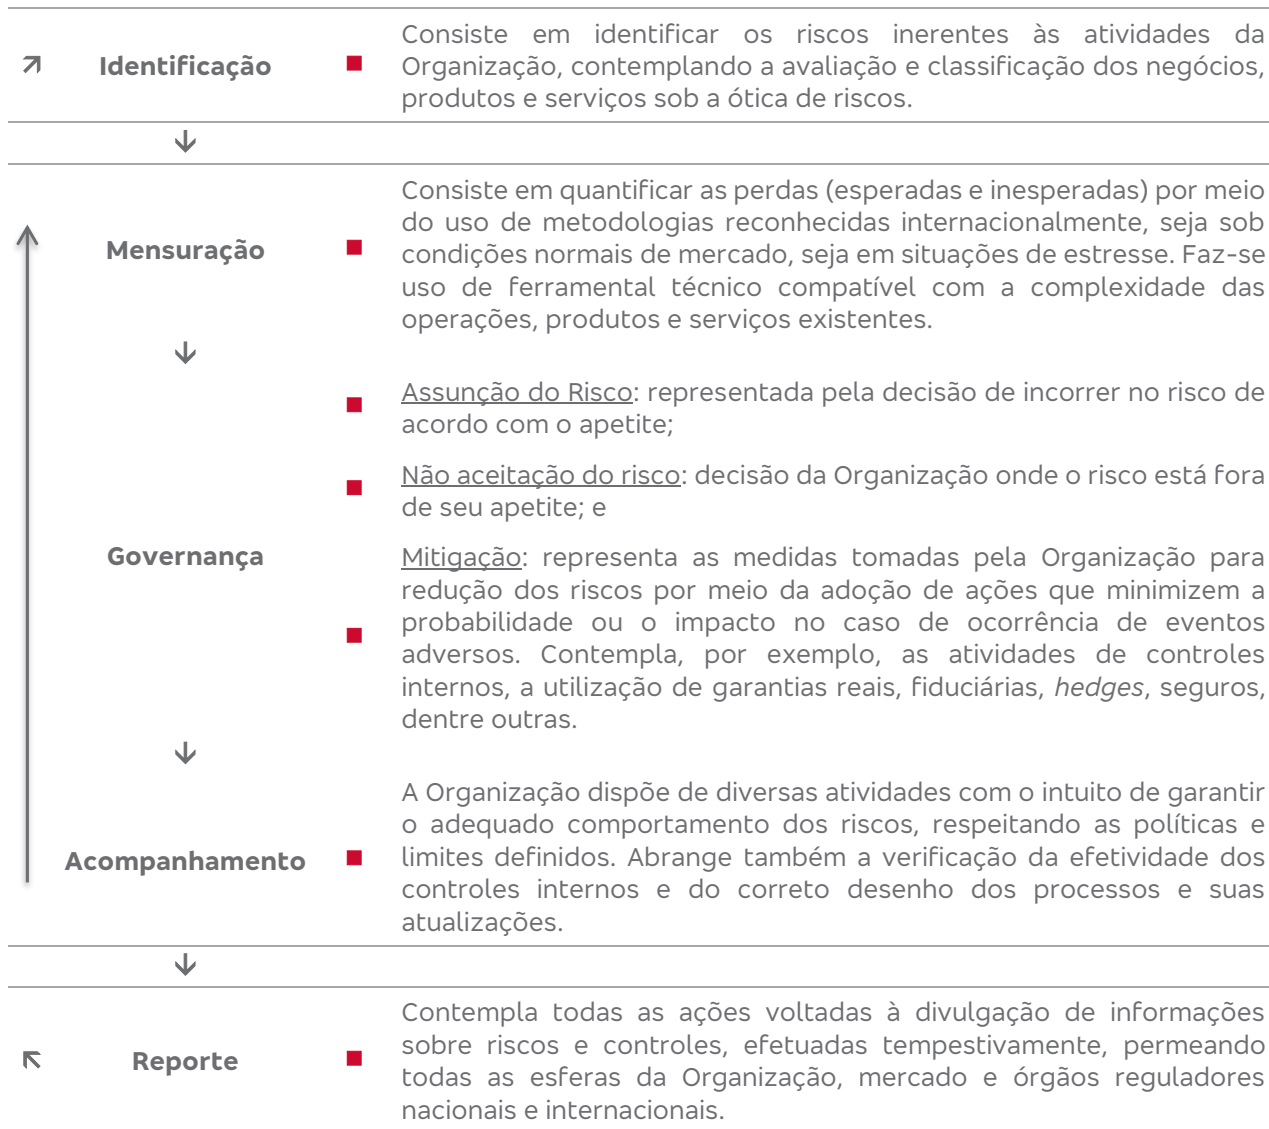 Identificação
Consiste em identificar os riscos inerentes às atividades da
Organização, contemplando a avaliação e classificação dos negócios,
produtos e serviços sob a ótica de riscos.
Mensuração
Consiste em quantificar as perdas (esperadas e inesperadas) por meio
do uso de metodologias reconhecidas internacionalmente, seja sob
condições normais de mercado, seja em situações de estresse. Faz-se
uso de ferramental técnico compatível com a complexidade das
operações, produtos e serviços existentes.
Governança
Assunção do Risco: representada pela decisão de incorrer no risco de
acordo com o apetite;
Não aceitação do risco: decisão da Organização onde o risco está fora
de seu apetite; e
Mitigação: representa as medidas tomadas pela Organização para
redução dos riscos por meio da adoção de ações que minimizem a
probabilidade ou o impacto no caso de ocorrência de eventos
adversos. Contempla, por exemplo, as atividades de controles
internos, a utilização de garantias reais, fiduciárias, hedges, seguros,
dentre outras.
Acompanhamento
A Organização dispõe de diversas atividades com o intuito de garantir
o adequado comportamento dos riscos, respeitando as políticas e
limites definidos. Abrange também a verificação da efetividade dos
controles internos e do correto desenho dos processos e suas
atualizações.
Reporte
Contempla todas as ações voltadas à divulgação de informações
sobre riscos e controles, efetuadas tempestivamente, permeando
todas as esferas da Organização, mercado e órgãos reguladores
nacionais e internacionais.